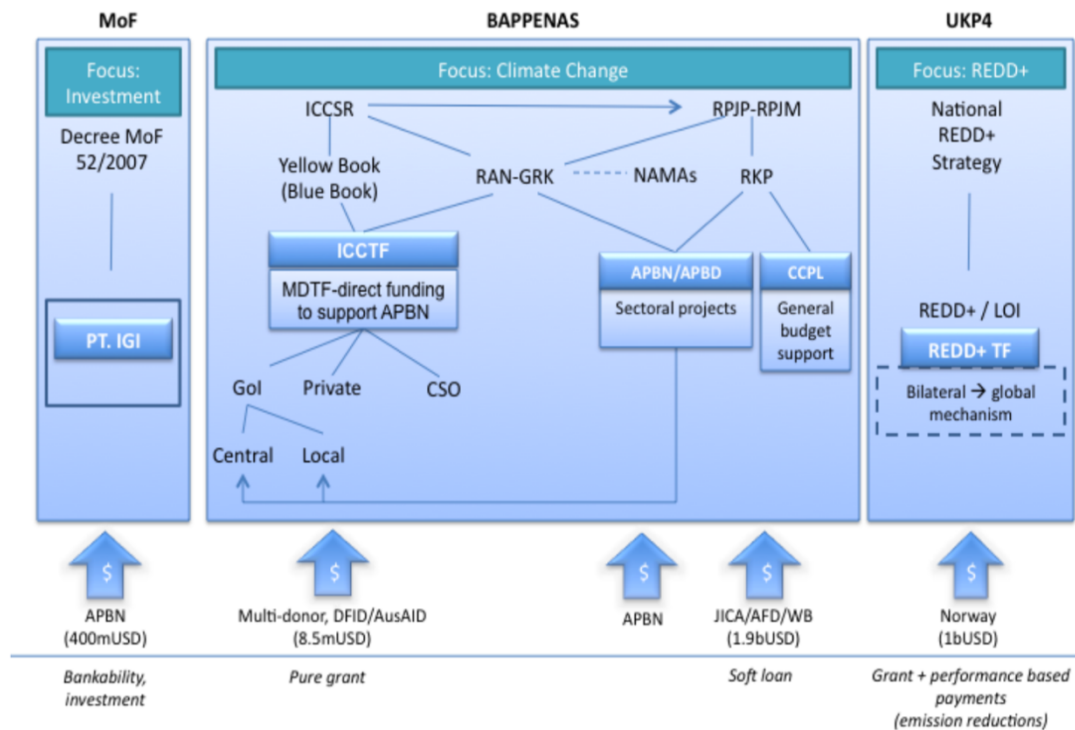 MoF
BAPPENAS
UKP4
Focus:
Investment
Focus: Climate Change
Focus: REDD+
Decree MoF
52/2007
ICCSR
RPJP-RPJM
National
REDD+
Strategy
Yellow Book
(Blue Book)
RAN-GRK
NAMAs
RKP
ICCTF
MDTF-direct funding
to support APBN
APBN/APBD
Sectoral projects
CCPL
General
budget
support
PT. IGI
REDD+ / LOI
REDD+ TF
Bilateral → global
mechanism
GoI
Private
CSO
Central
Local
$
$
$
$
$
APBN
(400mUSD)
Multi-donor, DFID/AusAID
(8.5mUSD)
APBN
JICA/AFD/WB
(1.9bUSD)
Norway
(1bUSD)
Bankability,
investment
Pure grant
Soft loan
Grant + performance based
payments
(emission reductions)